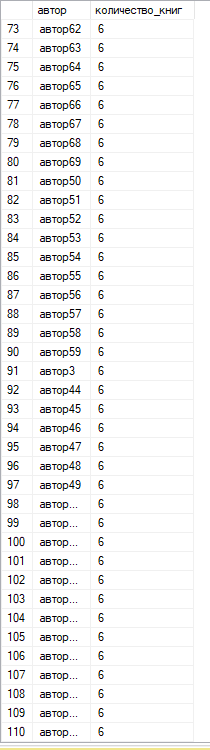 автор количество_книг
73 автор62 6
74 автор63 6
75 автор64 6
76 автор65 6
77 автор66 6
78 автор67 6
79 автор68 6
80 автор69 6
81 автор50 6
82 автор51 6
83 автор52 6
84 автор53 6
85 автор54 6
86 автор55 6
87 автор56 6
88 автор57 6
89 автор58 6
90 автор59 6
91 автор3 6
92 автор44 6
93 автор45 6
94 автор46 6
95 автор47 6
96 автор48 6
97 автор49 6
98 автор... 6
99 автор... 6
100 автор... 6
101 автор... 6
102 автор... 6
103 автор... 6
104 автор... 6
105 автор... 6
106 автор... 6
107 автор... 6
108 автор... 6
109 автор... 6
110 автор... 6